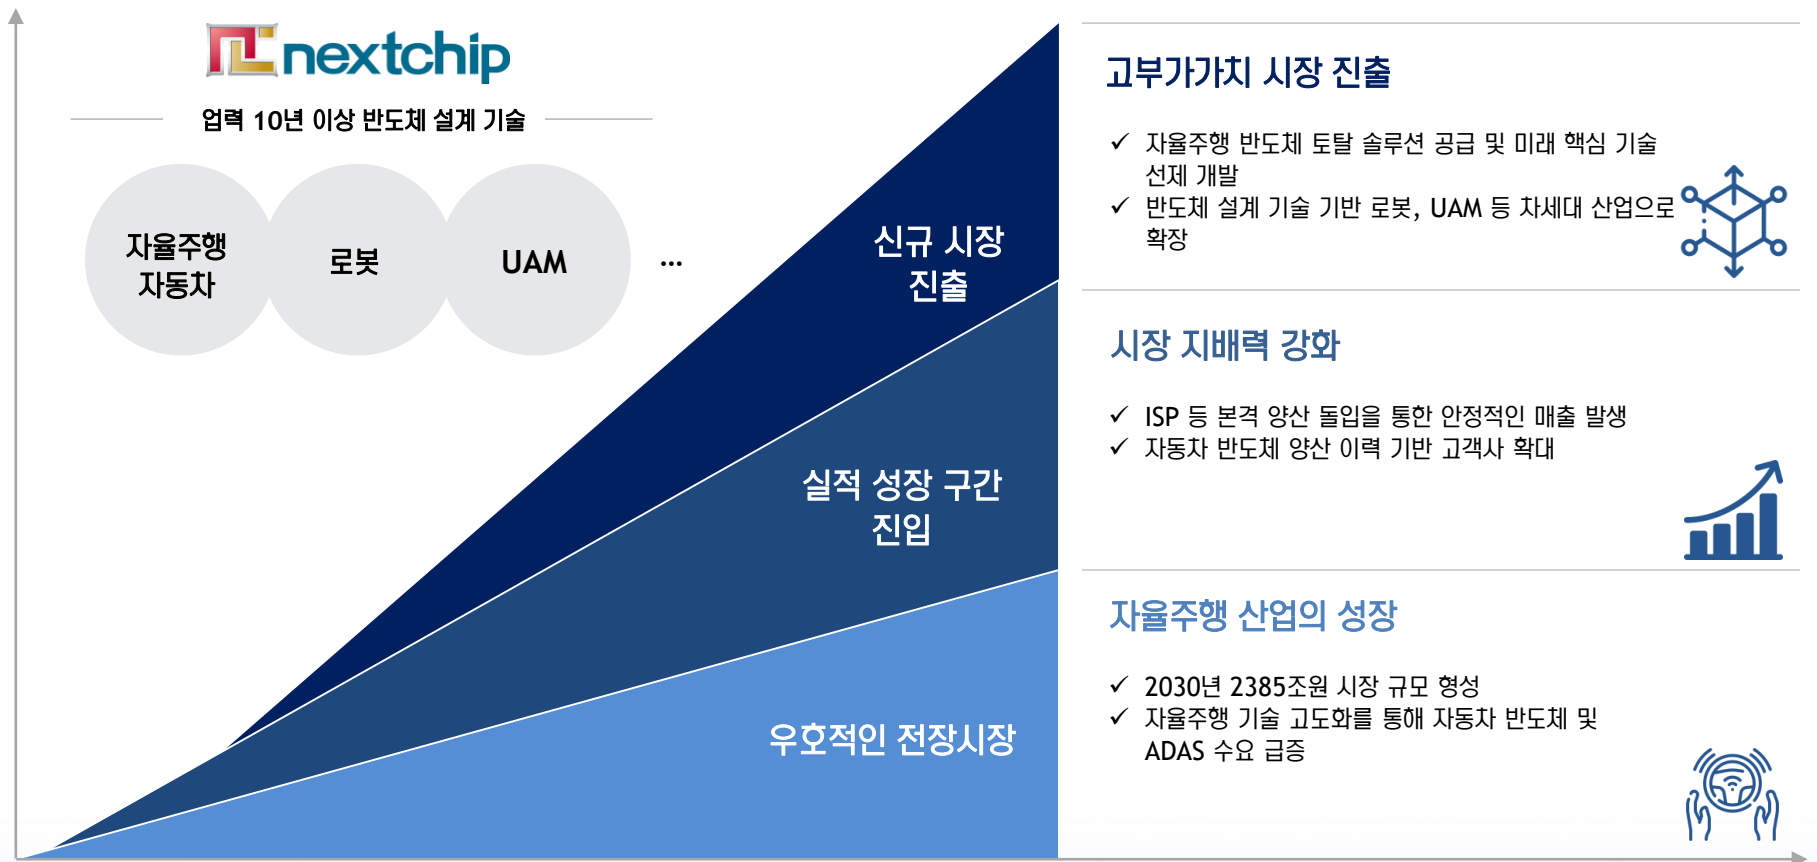 nextchip
업력 10년 이상 반도체 설계 기술
자율주행
자동차
로봇
UAM
...
신규 시장
진출
실적 성장 구간
진입
우호적인 전장시장
고부가가치 시장 진출
✓ 자율주행 반도체 토탈 솔루션 공급 및 미래 핵심 기술
선제 개발
✓ 반도체 설계 기술 기반 로봇, UAM 등 차세대 산업으로
확장
시장 지배력 강화
✓ ISP 등 본격 양산 돌입을 통한 안정적인 매출 발생
✓ 자동차 반도체 양산 이력 기반 고객사 확대
자율주행 산업의 성장
✓ 2030년 2385조원 시장 규모 형성
✓ 자율주행 기술 고도화를 통해 자동차 반도체 및
ADAS 수요 급증